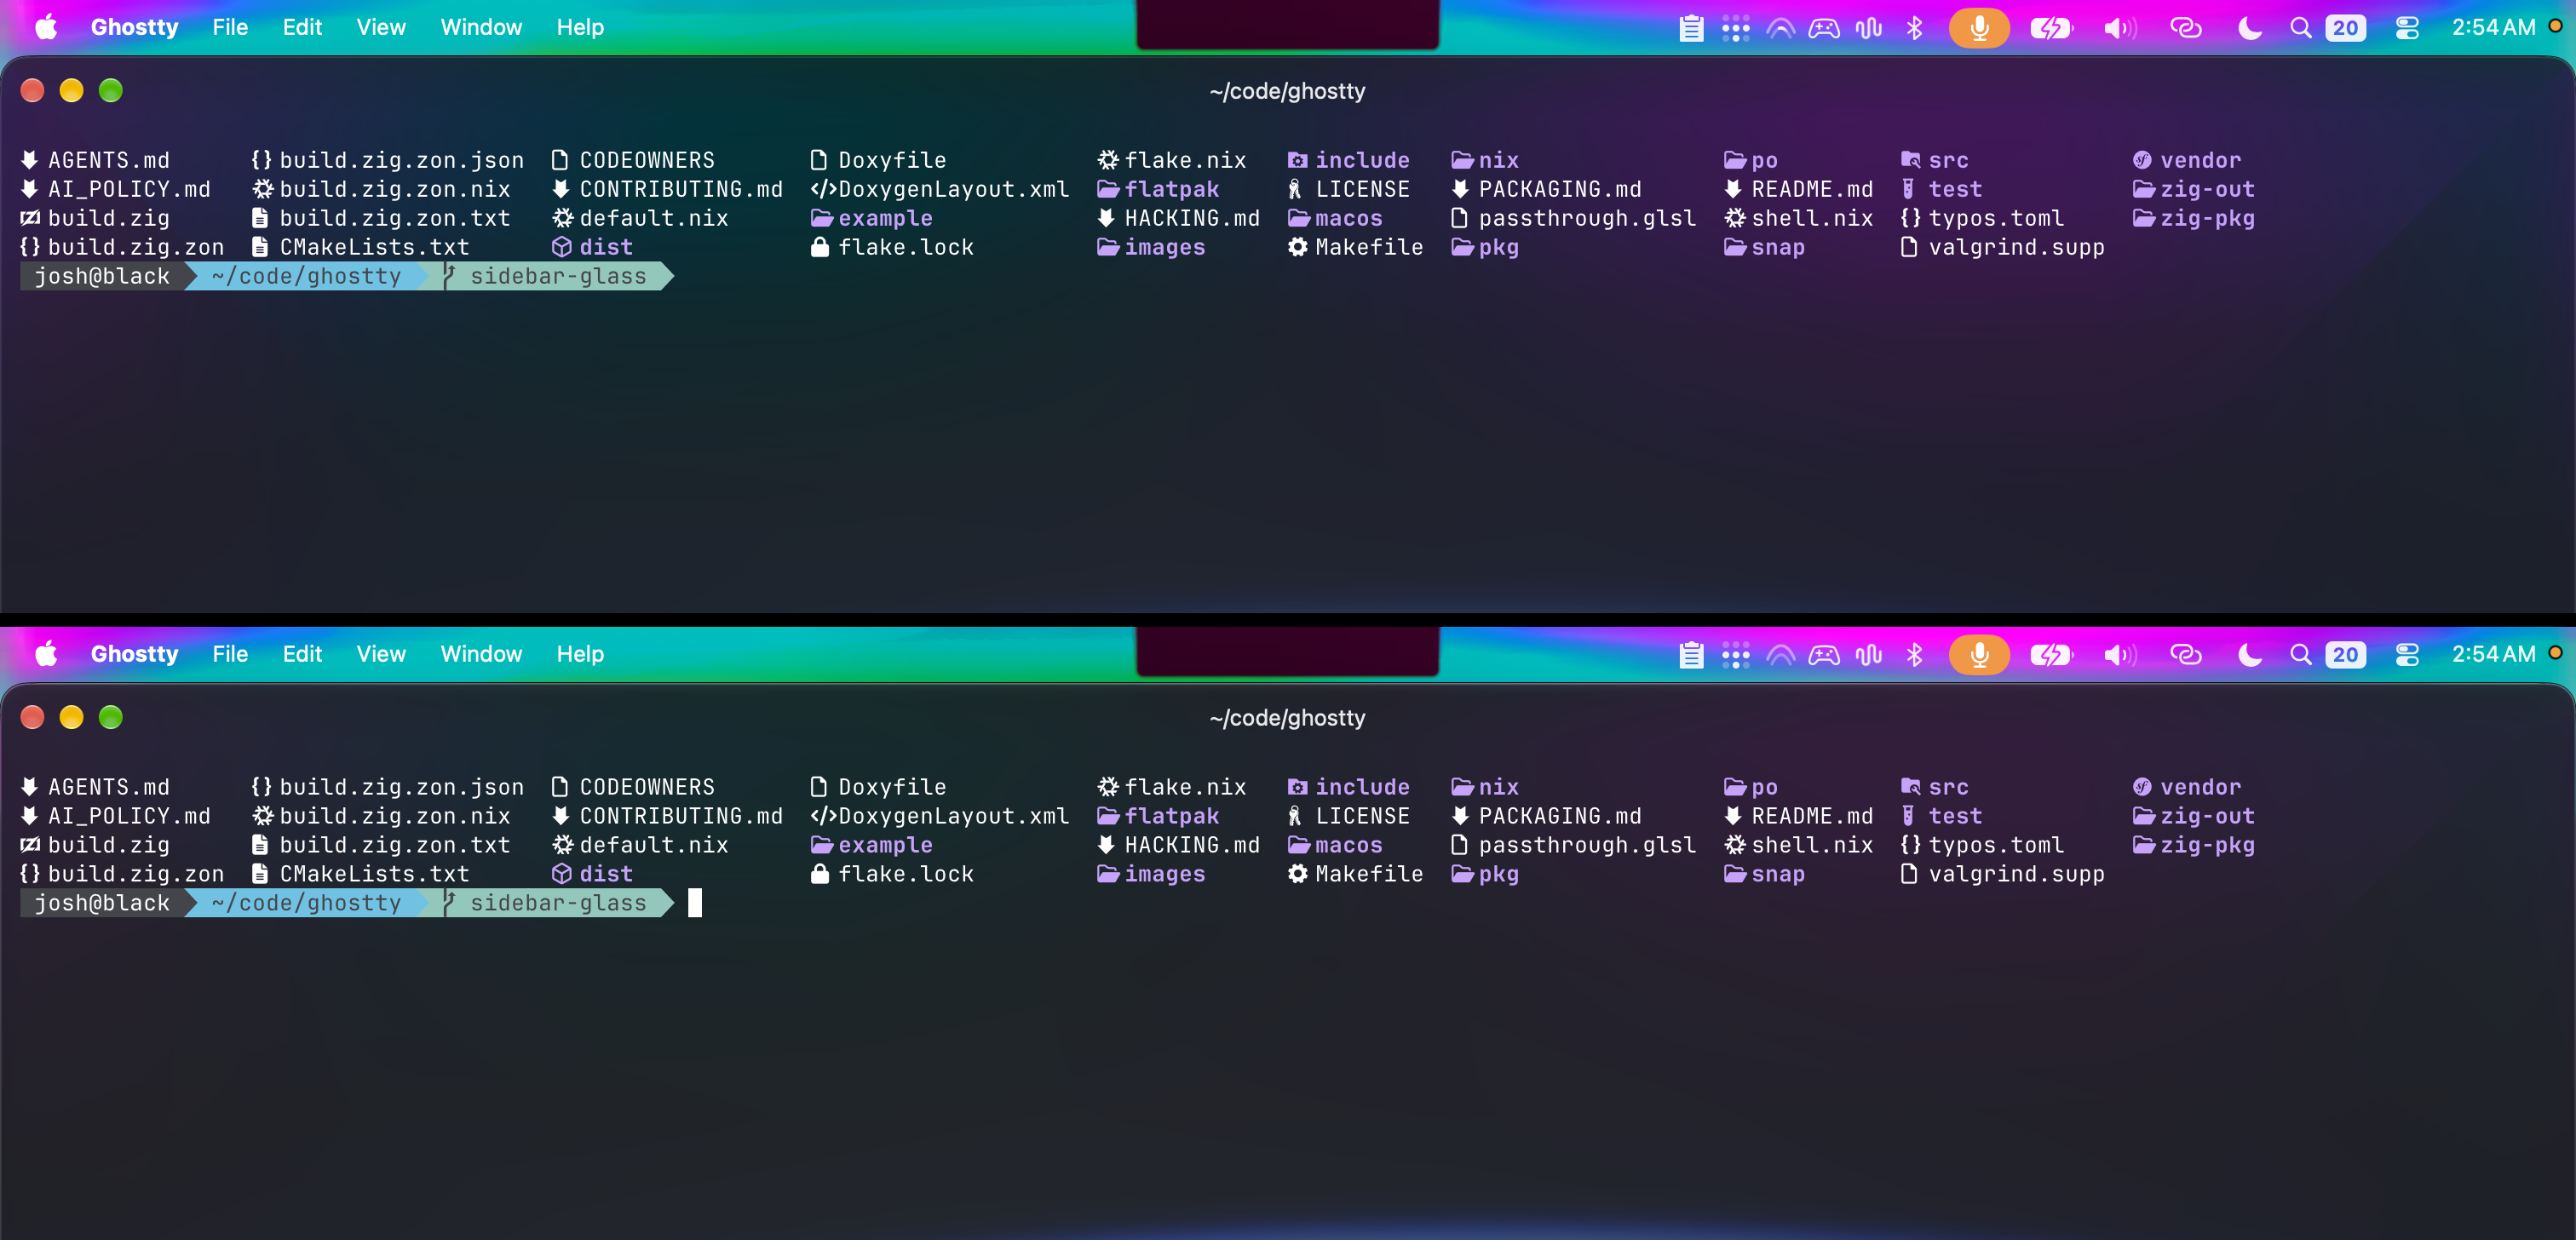 Ghostty File Edit View Window Help 20 2:54 AM
~/code/ghostty
AGENTS.md {} build.zig.zon.json CODEOWNERS Doxyfile flake.nix include nix po src vendor
AI_POLICY.md build.zig.zon.nix CONTRIBUTING.md </>DoxygenLayout.xml flatpak LICENSE PACKAGING.md README.md test zig-out
build.zig build.zig.zon.txt default.nix example HACKING.md macos passthrough.glsl shell.nix {} typos.toml zig-pkg
{} build.zig.zon CMakeLists.txt dist flake.lock images Makefile pkg snap valgrind.supp
josh@black ~/code/ghostty sidebar-glass
Ghostty File Edit View Window Help 20 2:54 AM
~/code/ghostty
AGENTS.md {} build.zig.zon.json CODEOWNERS Doxyfile flake.nix include nix po src vendor
AI_POLICY.md build.zig.zon.nix CONTRIBUTING.md </>DoxygenLayout.xml flatpak LICENSE PACKAGING.md README.md test zig-out
build.zig build.zig.zon.txt default.nix example HACKING.md macos passthrough.glsl shell.nix {} typos.toml zig-pkg
{} build.zig.zon CMakeLists.txt dist flake.lock images Makefile pkg snap valgrind.supp
josh@black ~/code/ghostty sidebar-glass